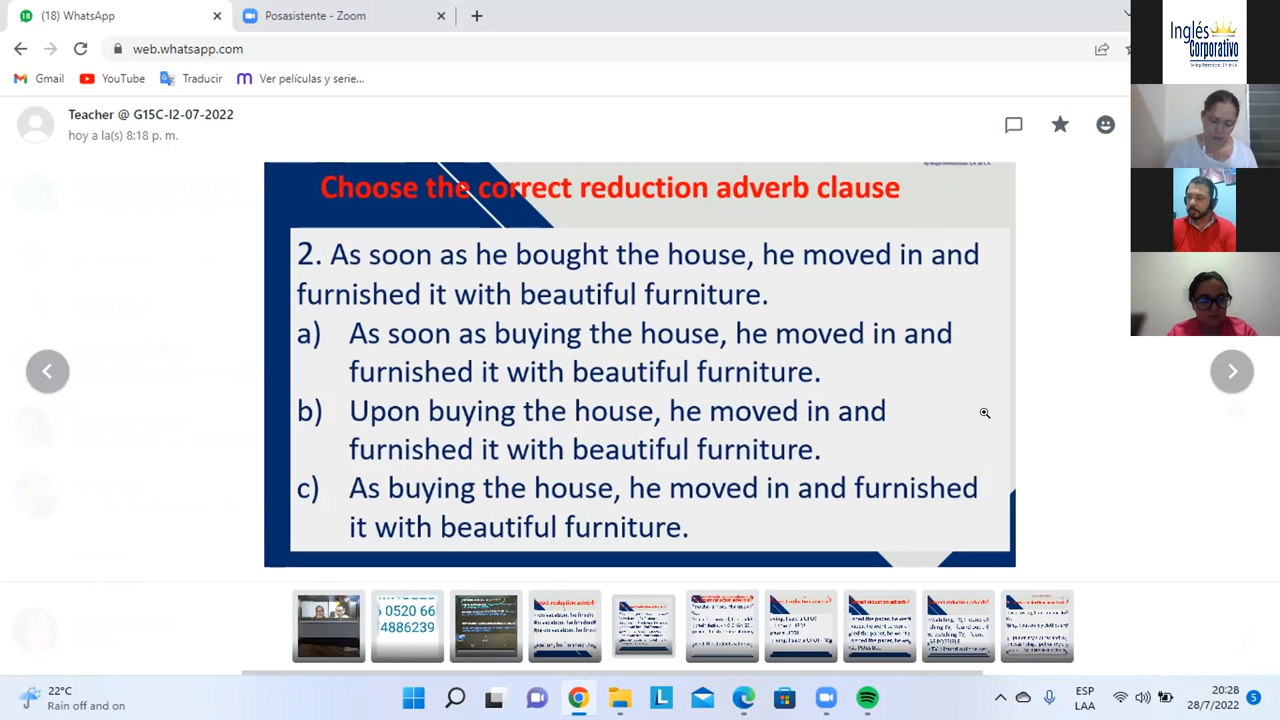 (18) WhatsApp
Posasistente - Zoom
web.whatsapp.com
Gmail
YouTube
Traducir
Ver películas y serie...
Inglés
Corporativo
Teacher @ G15C-I2-07-2022
hoy a la(s) 8:18 p. m.
Choose the correct reduction adverb clause
2. As soon as he bought the house, he moved in and
furnished it with beautiful furniture.
a) As soon as buying the house, he moved in and
furnished it with beautiful furniture.
b) Upon buying the house, he moved in and
furnished it with beautiful furniture.
c) As buying the house, he moved in and furnished
it with beautiful furniture.
0520 66
4886239
22°C
Rain off and on
ESP
LAA
20:28
28/7/2022
5